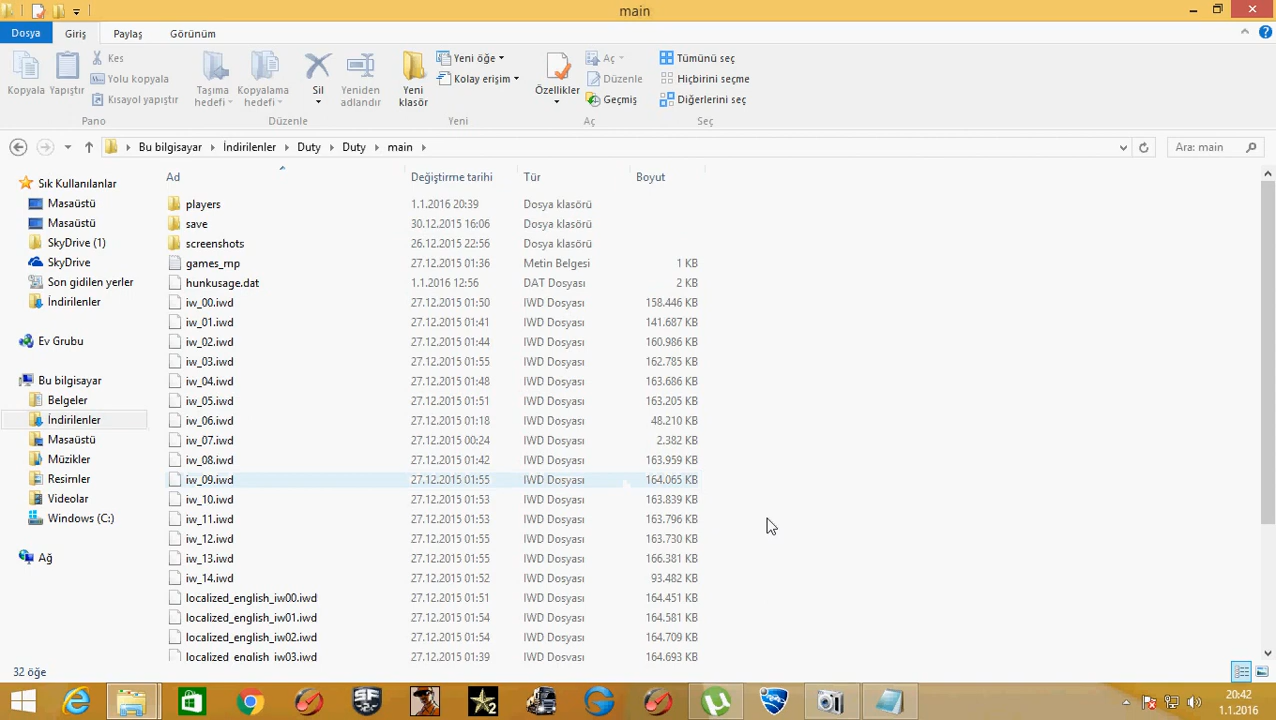 main
Dosya Giriş Paylaş Görünüm
Kopyala
Yapıştır
Kes
Yolu kopyala
Kısayol yapıştır
Pano
Taşıma hedefi
Kopyalama hedefi
Sil
Yeniden adlandır
Düzenle
Yeni klasör
Yeni öğe
Kolay erişim
Yeni
Özellikler
Aç
Düzenle
Geçmiş
Aç
Tümünü seç
Hiçbirini seçme
Diğerlerini seç
Seç
Bu bilgisayar İndirilenler Duty Duty main
Ara: main
Sık Kullanılanlar
Masaüstü
Masaüstü
SkyDrive (1)
SkyDrive
Son gidilen yerler
İndirilenler
Ev Grubu
Bu bilgisayar
Belgeler
İndirilenler
Masaüstü
Müzikler
Resimler
Videolar
Windows (C:)
Ağ
Ad Değiştirme tarihi Tür Boyut
players 1.1.2016 20:39 Dosya klasörü
save 30.12.2015 16:06 Dosya klasörü
screenshots 26.12.2015 22:56 Dosya klasörü
games_mp 27.12.2015 01:36 Metin Belgesi 1 KB
hunkusage.dat 1.1.2016 12:56 DAT Dosyası 2 KB
iw_00.iwd 27.12.2015 01:50 IWD Dosyası 158.446 KB
iw_01.iwd 27.12.2015 01:41 IWD Dosyası 141.687 KB
iw_02.iwd 27.12.2015 01:44 IWD Dosyası 160.986 KB
iw_03.iwd 27.12.2015 01:55 IWD Dosyası 162.785 KB
iw_04.iwd 27.12.2015 01:48 IWD Dosyası 163.686 KB
iw_05.iwd 27.12.2015 01:51 IWD Dosyası 163.205 KB
iw_06.iwd 27.12.2015 01:18 IWD Dosyası 48.210 KB
iw_07.iwd 27.12.2015 00:24 IWD Dosyası 2.382 KB
iw_08.iwd 27.12.2015 01:42 IWD Dosyası 163.959 KB
iw_09.iwd 27.12.2015 01:55 IWD Dosyası 164.065 KB
iw_10.iwd 27.12.2015 01:53 IWD Dosyası 163.839 KB
iw_11.iwd 27.12.2015 01:53 IWD Dosyası 163.796 KB
iw_12.iwd 27.12.2015 01:55 IWD Dosyası 163.730 KB
iw_13.iwd 27.12.2015 01:55 IWD Dosyası 166.381 KB
iw_14.iwd 27.12.2015 01:52 IWD Dosyası 93.482 KB
localized_english_iw00.iwd 27.12.2015 01:51 IWD Dosyası 164.451 KB
localized_english_iw01.iwd 27.12.2015 01:54 IWD Dosyası 164.581 KB
localized_english_iw02.iwd 27.12.2015 01:54 IWD Dosyası 164.709 KB
localized_english_iw03.iwd 27.12.2015 01:39 IWD Dosyası 164.693 KB
32 öğe
SF
2
20:42
1.1.2016